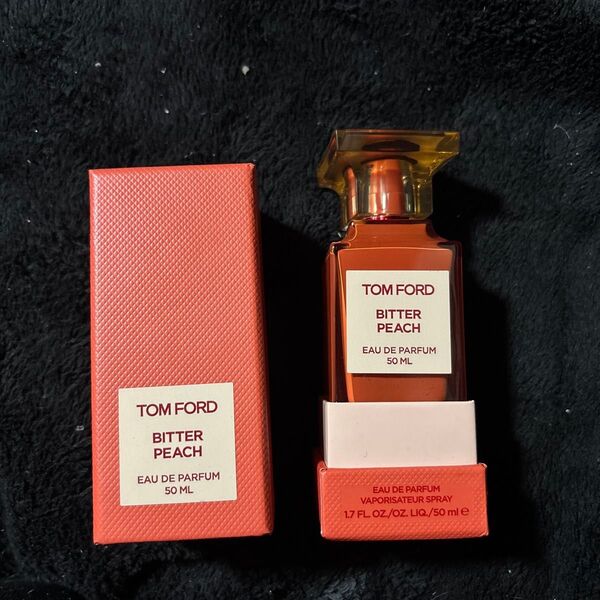 TOM FORD
BITTER
PEACH
EAU DE PARFUM
50 ML
TOM FORD
BITTER
PEACH
EAU DE PARFUM
50 ML
EAU DE PARFUM
VAPORISATEUR SPRAY
1.7 FL. OZ./OZ. LIQ./50 ml ℮